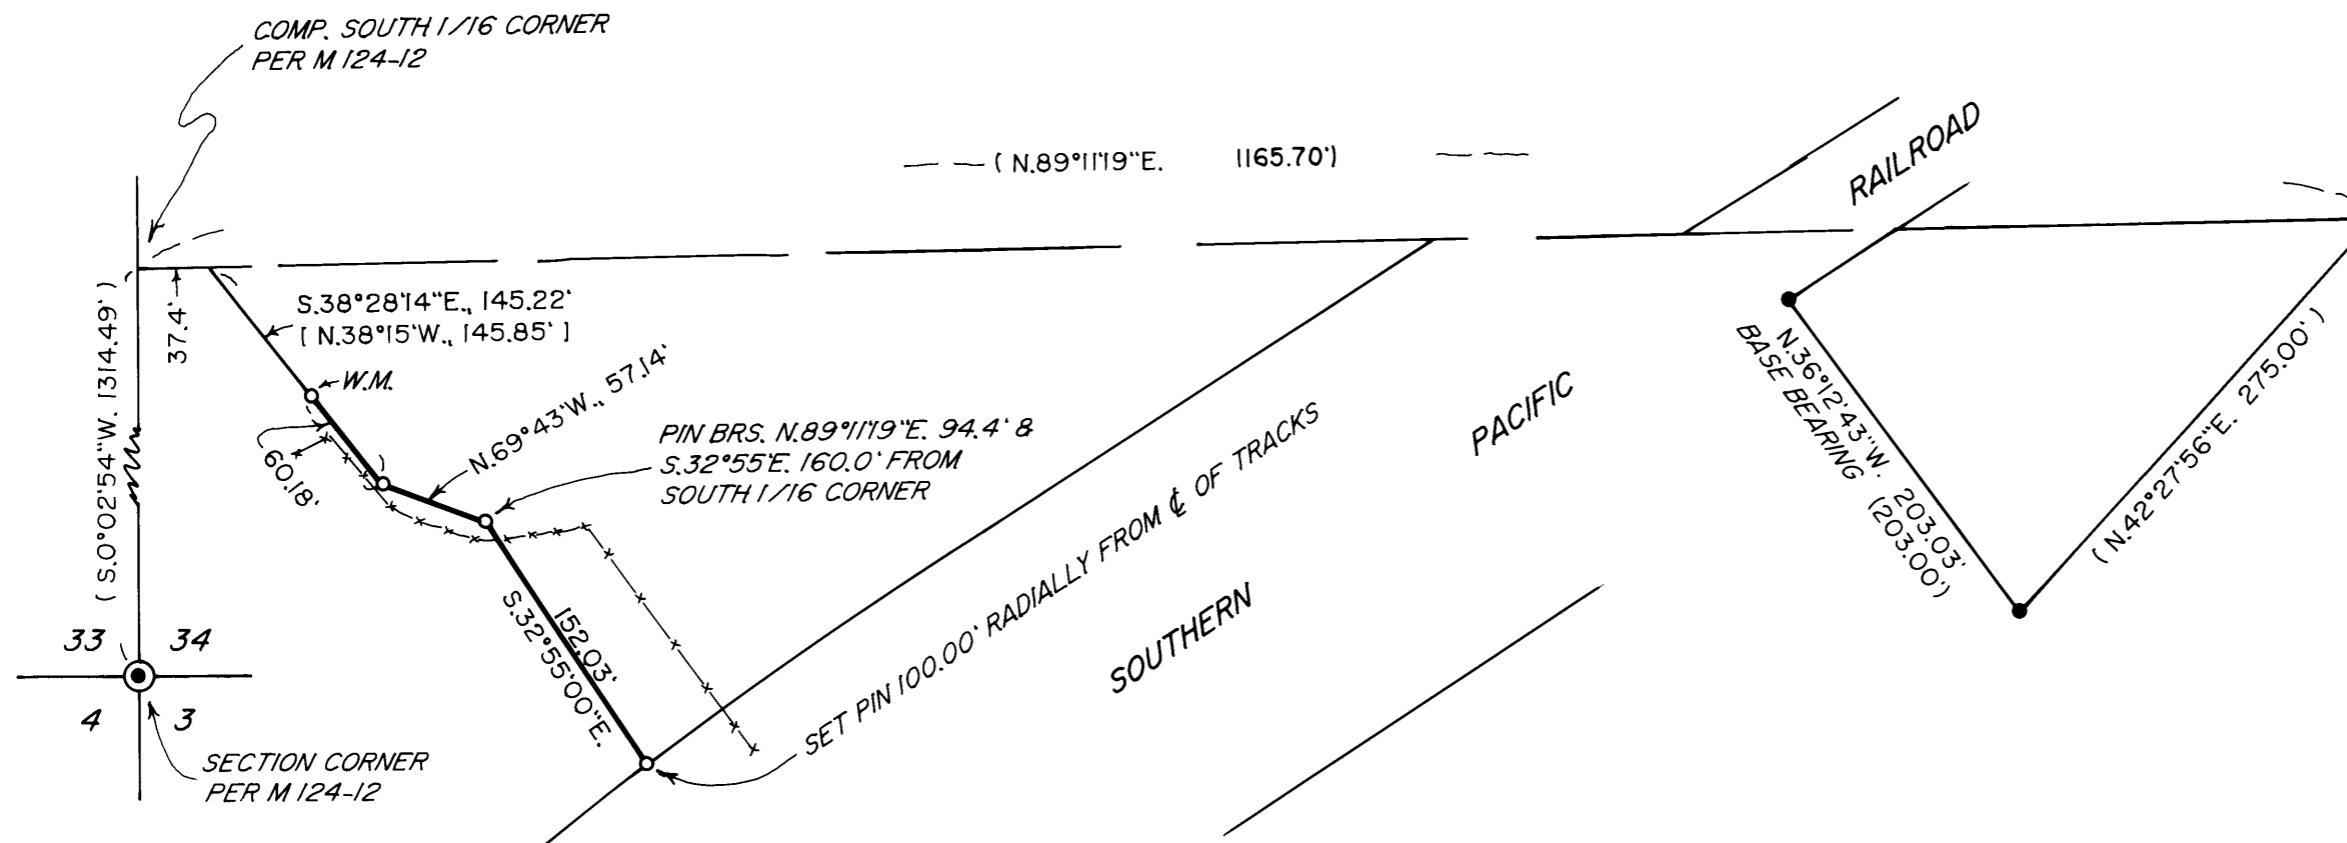 COMP. SOUTH 1/16 CORNER
PER M 124-12
— — ( N.89°11'19"E. 1165.70') — —
RAILROAD
( S.0°02'54"W. 1314.49' )
37.4'
S.38°28'14"E., 145.22'
[ N.38°15'W., 145.85' ]
W.M.
60.18'
N.69°43'W., 57.14'
PIN BRS. N.89°11'19"E. 94.4' &
S.32°55'E. 160.0' FROM
SOUTH 1/16 CORNER
152.03'
S.32°55'00"E.
SET PIN 100.00' RADIALLY FROM ℄ OF TRACKS
SOUTHERN
PACIFIC
N.36°12'43"W. 203.03'
BASE BEARING (203.00')
( N.42°27'56"E. 275.00' )
33 34
4 3
SECTION CORNER
PER M 124-12